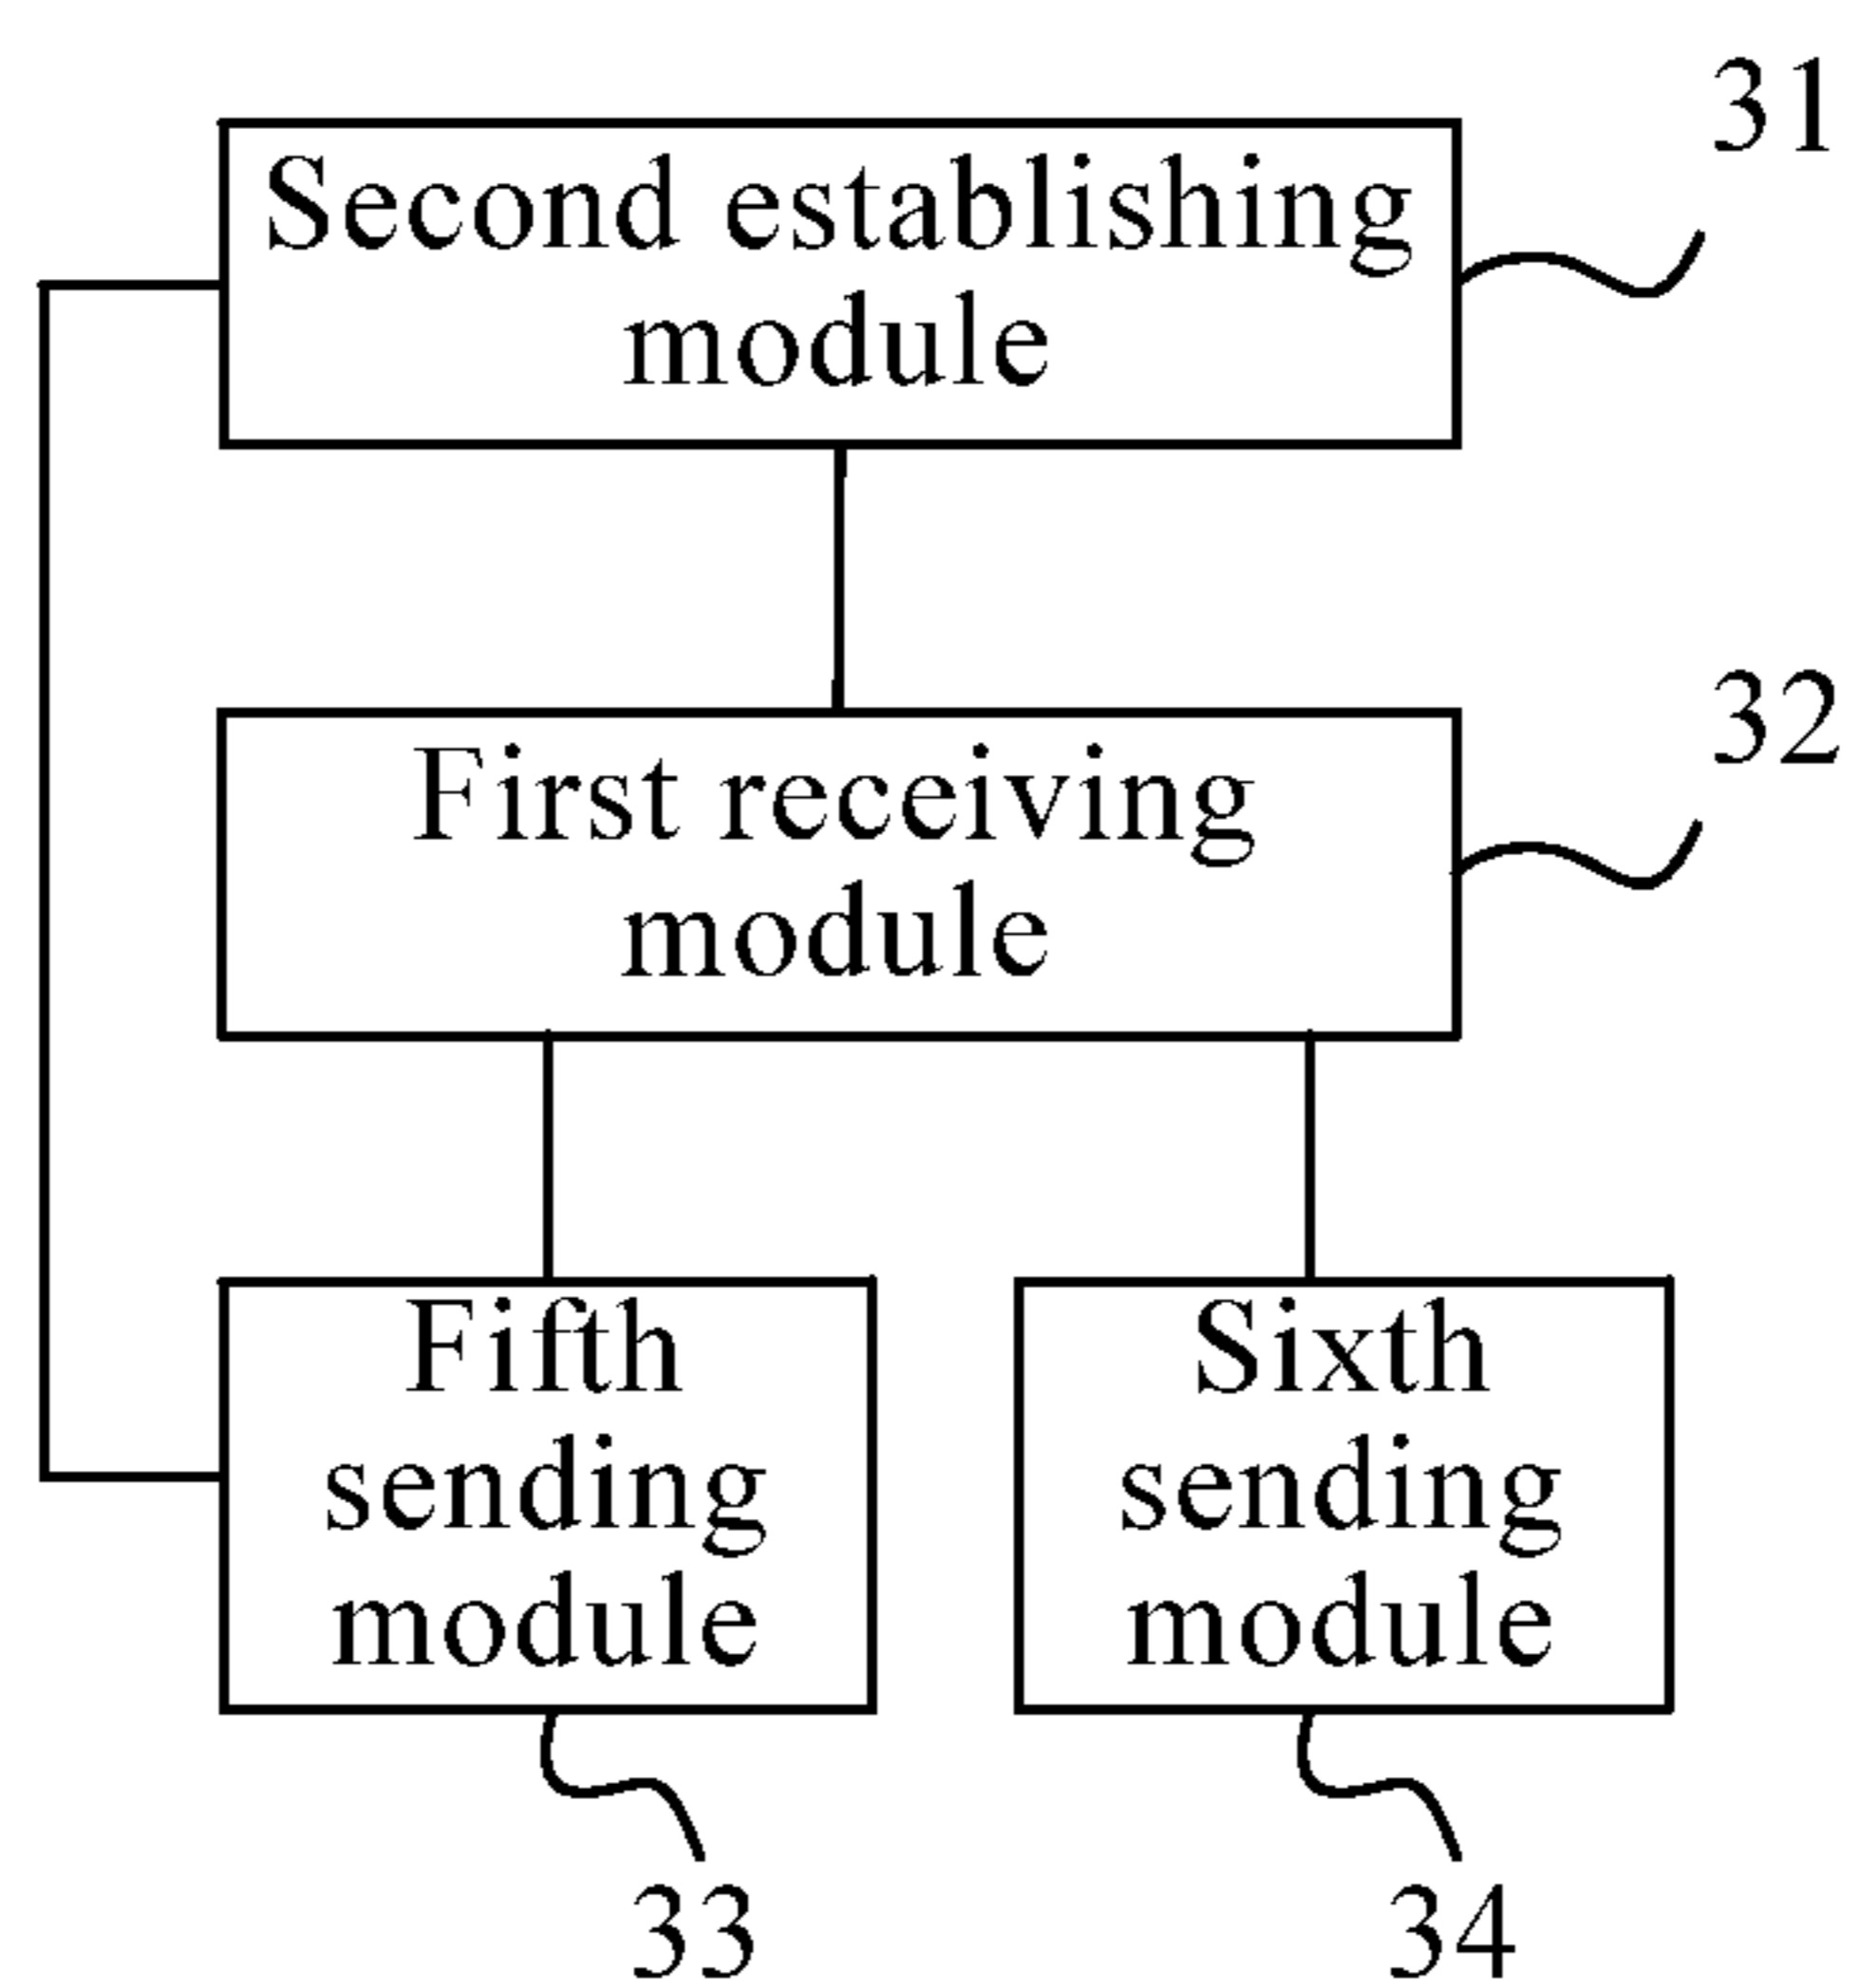 31
Second establishing
module
32
First receiving
module
Fifth
sending
module
Sixth
sending
module
33
34